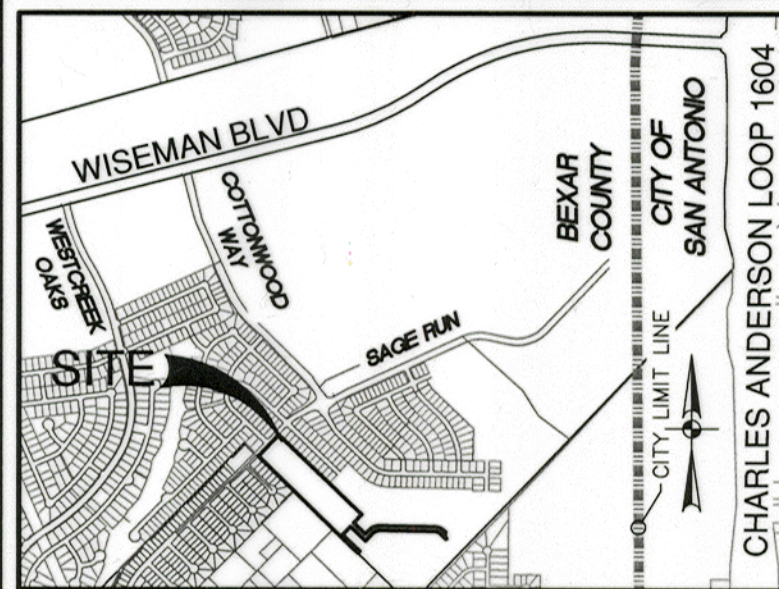 WISEMAN BLVD
COTTONWOOD
WAY
WESTCREEK
OAKS
SAGE RUN
SITE
BEXAR
COUNTY
CITY OF
SAN ANTONIO
CITY LIMIT LINE
CHARLES ANDERSON LOOP 1604